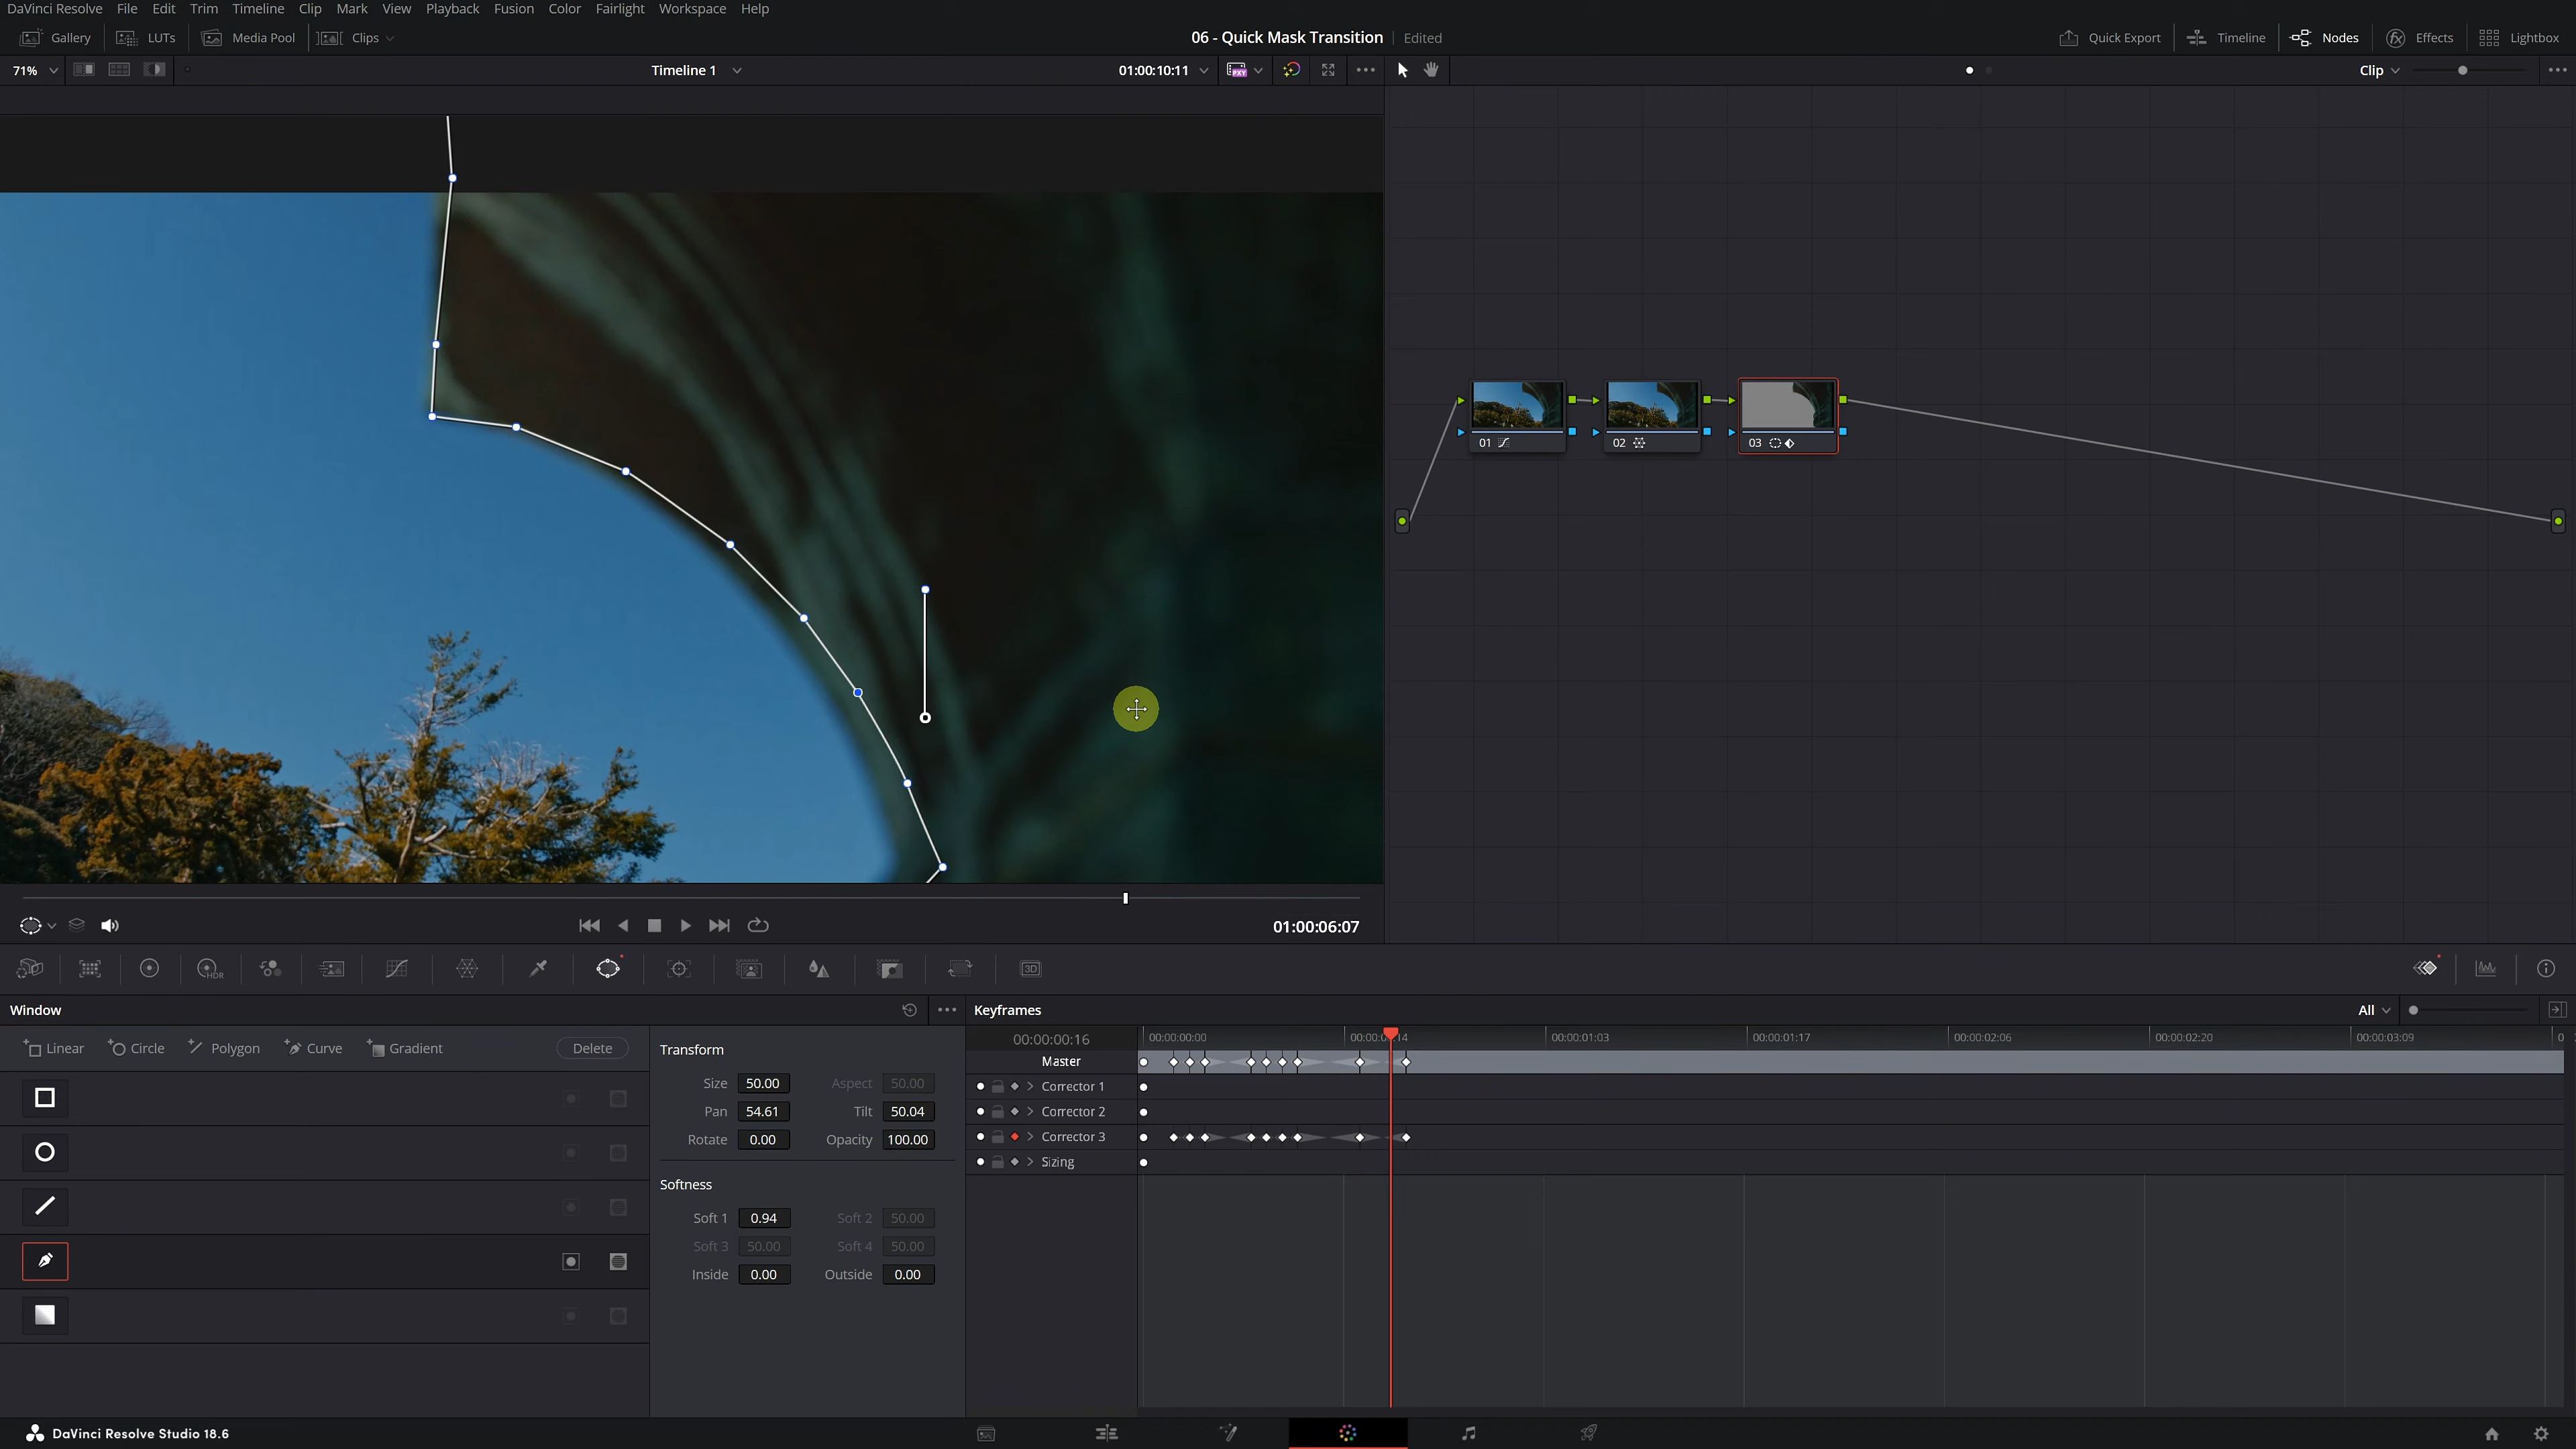 DaVinci Resolve File Edit Trim Timeline Clip Mark View Playback Fusion Color Fairlight Workspace Help
Gallery LUTs Media Pool Clips 06 - Quick Mask Transition Edited Quick Export Timeline Nodes Effects Lightbox
71% Timeline 1 01:00:10:11 PXY Clip
01 02 03
01:00:06:07
HDR 3D
Window Keyframes All
Linear Circle Polygon Curve Gradient Delete
Transform
Size 50.00 Aspect 50.00
Pan 54.61 Tilt 50.04
Rotate 0.00 Opacity 100.00
Softness
Soft 1 0.94 Soft 2 50.00
Soft 3 50.00 Soft 4 50.00
Inside 0.00 Outside 0.00
00:00:00:16 00:00:00:00 00:00:01:03 00:00:01:17 00:00:02:06 00:00:02:20 00:00:03:09
Master
Corrector 1
Corrector 2
Corrector 3
Sizing
DaVinci Resolve Studio 18.6